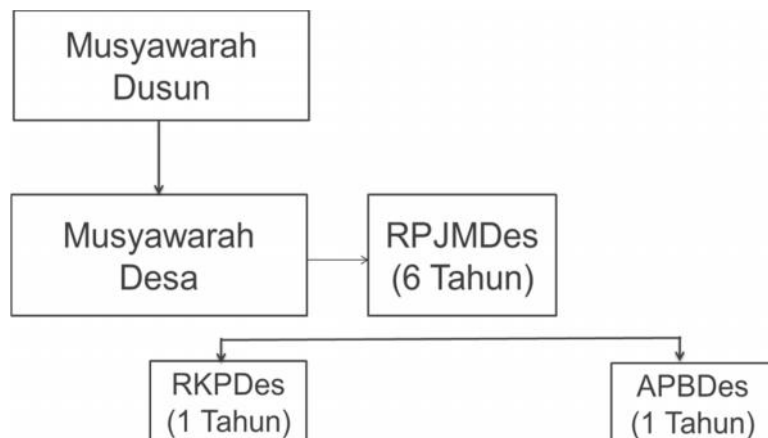 Musyawarah
Dusun
Musyawarah
Desa
RPJMDes
(6 Tahun)
RKPDes
(1 Tahun)
APBDes
(1 Tahun)